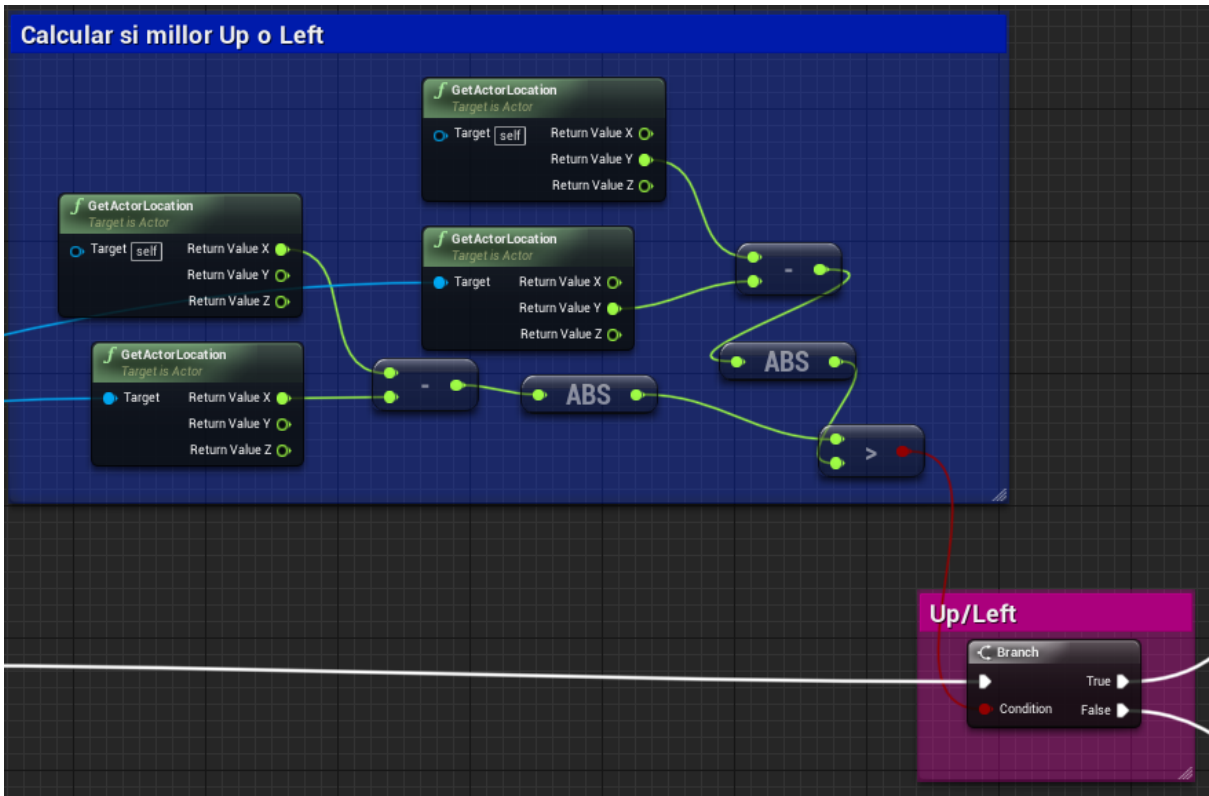 Calcular si millor Up o Left
GetActorLocation
Target is Actor
Target self Return Value X
Return Value Y
Return Value Z
GetActorLocation
Target is Actor
Target self Return Value X
Return Value Y
Return Value Z
GetActorLocation
Target is Actor
Target Return Value X
Return Value Y
Return Value Z
-
GetActorLocation
Target is Actor
Target Return Value X
Return Value Y
Return Value Z
-
ABS
ABS
>
Up/Left
Branch
True
Condition False